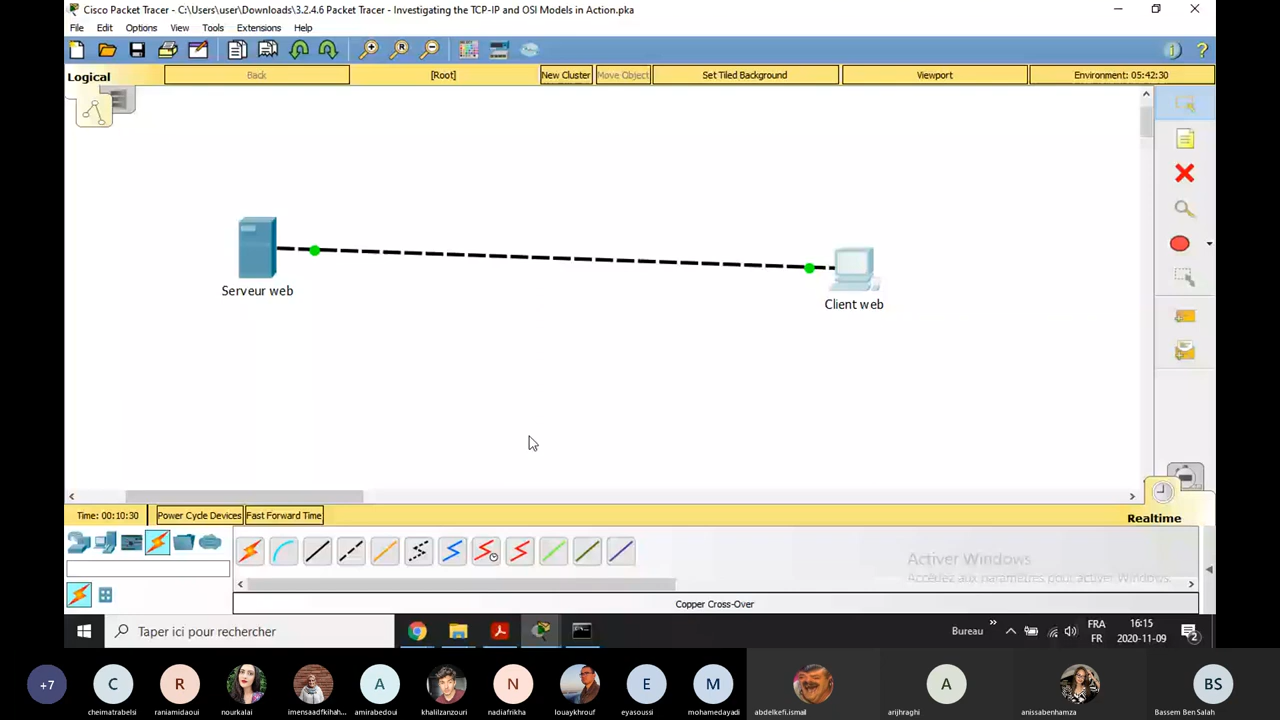 Cisco Packet Tracer - C:\Users\user\Downloads\3.2.4.6 Packet Tracer - Investigating the TCP-IP and OSI Models in Action.pka
File Edit Options View Tools Extensions Help
Logical Back [Root] New Cluster Move Object Set Tiled Background Viewport Environment: 05:42:30
Serveur web
Client web
Time: 00:10:30 Power Cycle Devices Fast Forward Time Realtime
Activer Windows
Accédez aux paramètres pour activer Windows.
Copper Cross-Over
Taper ici pour rechercher
Bureau
FRA
FR
16:15
2020-11-09
2
+7 C R A N E M A BS
cheimatrabelsi raniamidaoui nourkalai imensaadfkihah... amirabedoui khalilzanzouri nadiafrikha louaykhrouf eyasoussi mohamedayadi abdelkefi.ismail arijhraghi anissabenhamza Bassem Ben Salah